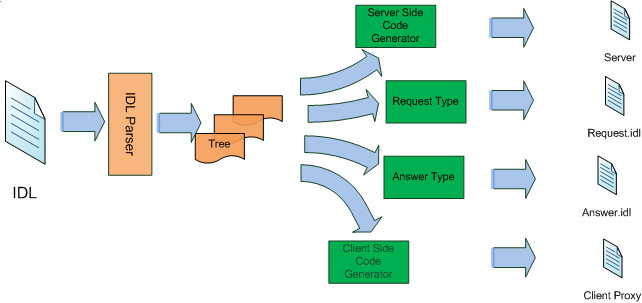 Server Side
Code
Generator
Server
IDL Parser
Request Type
Request.idl
Tree
IDL
Answer Type
Answer.idl
Client Side
Code
Generator
Client Proxy